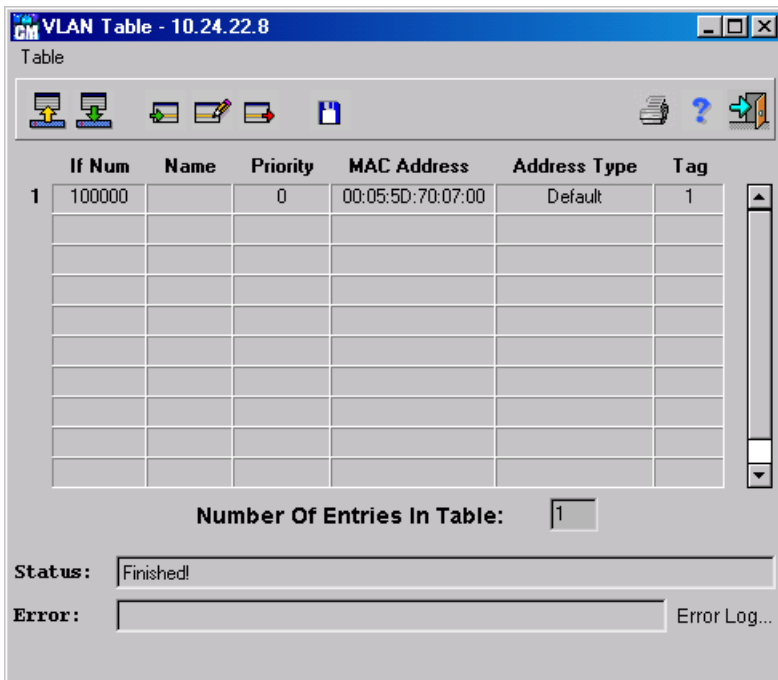 GM VLAN Table - 10.24.22.8
Table
If Num Name Priority MAC Address Address Type Tag
1 100000 0 00:05:5D:70:07:00 Default 1
Number Of Entries In Table: 1
Status: Finished!
Error: Error Log...